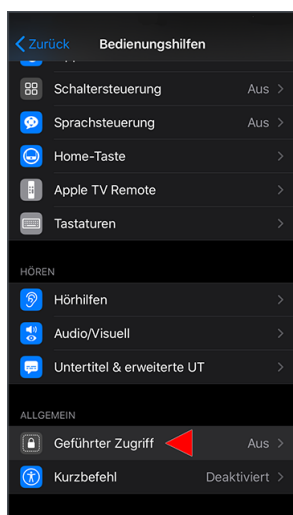 Zurück Bedienungshilfen
Schaltersteuerung Aus
Sprachsteuerung Aus
Home-Taste
Apple TV Remote
Tastaturen
HÖREN
Hörhilfen
Audio/Visuell
Untertitel & erweiterte UT
ALLGEMEIN
Geführter Zugriff Aus
Kurzbefehl Deaktiviert